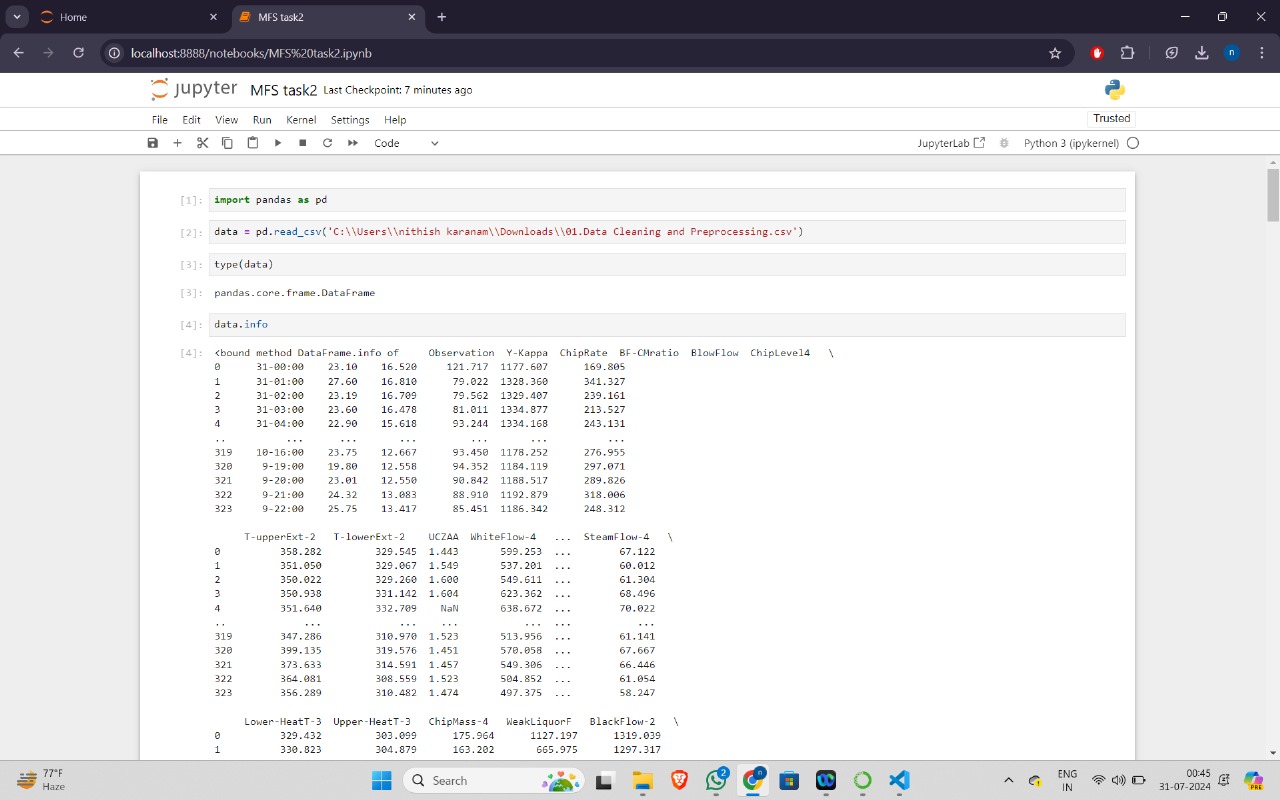 Home
MFS task2
localhost:8888/notebooks/MFS%20task2.ipynb
n
jupyter MFS task2 Last Checkpoint: 7 minutes ago
File Edit View Run Kernel Settings Help
Trusted
Code
JupyterLab Python 3 (ipykernel)
[1]: import pandas as pd
[2]: data = pd.read_csv('C:\\Users\\nithish karanam\\Downloads\\01.Data Cleaning and Preprocessing.csv')
[3]: type(data)
[3]: pandas.core.frame.DataFrame
[4]: data.info
[4]: <bound method DataFrame.info of Observation Y-Kappa ChipRate BF-CMratio BlowFlow ChipLevel4 \
0 31-00:00 23.10 16.520 121.717 1177.607 169.805
1 31-01:00 27.60 16.810 79.022 1328.360 341.327
2 31-02:00 23.19 16.709 79.562 1329.407 239.161
3 31-03:00 23.60 16.478 81.011 1334.877 213.527
4 31-04:00 22.90 15.618 93.244 1334.168 243.131
.. ... ... ... ... ... ...
319 10-16:00 23.75 12.667 93.450 1178.252 276.955
320 9-19:00 19.80 12.558 94.352 1184.119 297.071
321 9-20:00 23.01 12.550 90.842 1188.517 289.826
322 9-21:00 24.32 13.083 88.910 1192.879 318.006
323 9-22:00 25.75 13.417 85.451 1186.342 248.312
T-upperExt-2 T-lowerExt-2 UCZAA WhiteFlow-4 ... SteamFlow-4 \
0 358.282 329.545 1.443 599.253 ... 67.122
1 351.050 329.067 1.549 537.201 ... 60.012
2 350.022 329.260 1.600 549.611 ... 61.304
3 350.938 331.142 1.604 623.362 ... 68.496
4 351.640 332.709 NaN 638.672 ... 70.022
.. ... ... ... ... ... ...
319 347.286 310.970 1.523 513.956 ... 61.141
320 399.135 319.576 1.451 570.058 ... 67.667
321 373.633 314.591 1.457 549.306 ... 66.446
322 364.081 308.559 1.523 504.852 ... 61.054
323 356.289 310.482 1.474 497.375 ... 58.247
Lower-HeatT-3 Upper-HeatT-3 ChipMass-4 WeakLiquorF BlackFlow-2 \
0 329.432 303.099 175.964 1127.197 1319.039
1 330.823 304.879 163.202 665.975 1297.317
77°F
Haze
Search
2
n
ENG
IN
00:45
31-07-2024
PRE